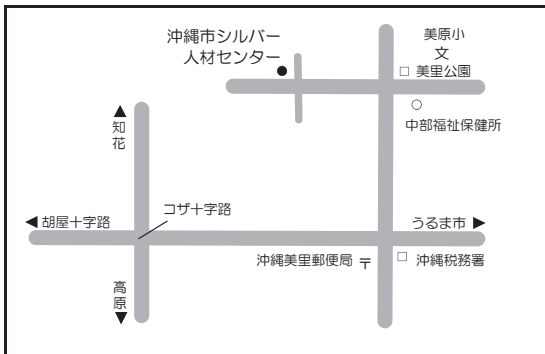 沖縄市シルバー
人材センター
美原小
文
美里公園
中部福祉保健所
知花
コザ十字路
胡屋十字路
うるま市
沖縄美里郵便局 〒
沖縄税務署
高原